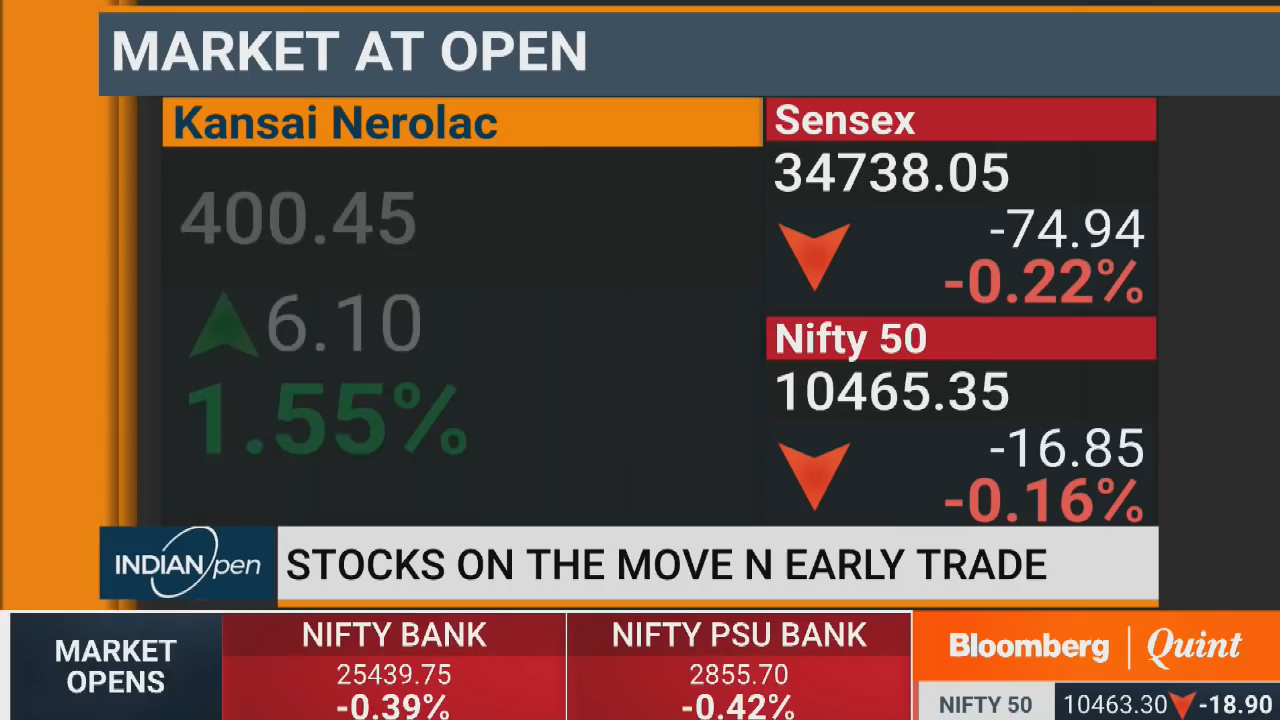 MARKET AT OPEN
Kansai Nerolac
400.45
6.10
1.55%
Sensex
34738.05
-74.94
-0.22%
Nifty 50
10465.35
-16.85
-0.16%
INDIAN Open
STOCKS ON THE MOVE N EARLY TRADE
MARKET
OPENS
NIFTY BANK
25439.75
-0.39%
NIFTY PSU BANK
2855.70
-0.42%
Bloomberg | Quint
NIFTY 50 10463.30 -18.90